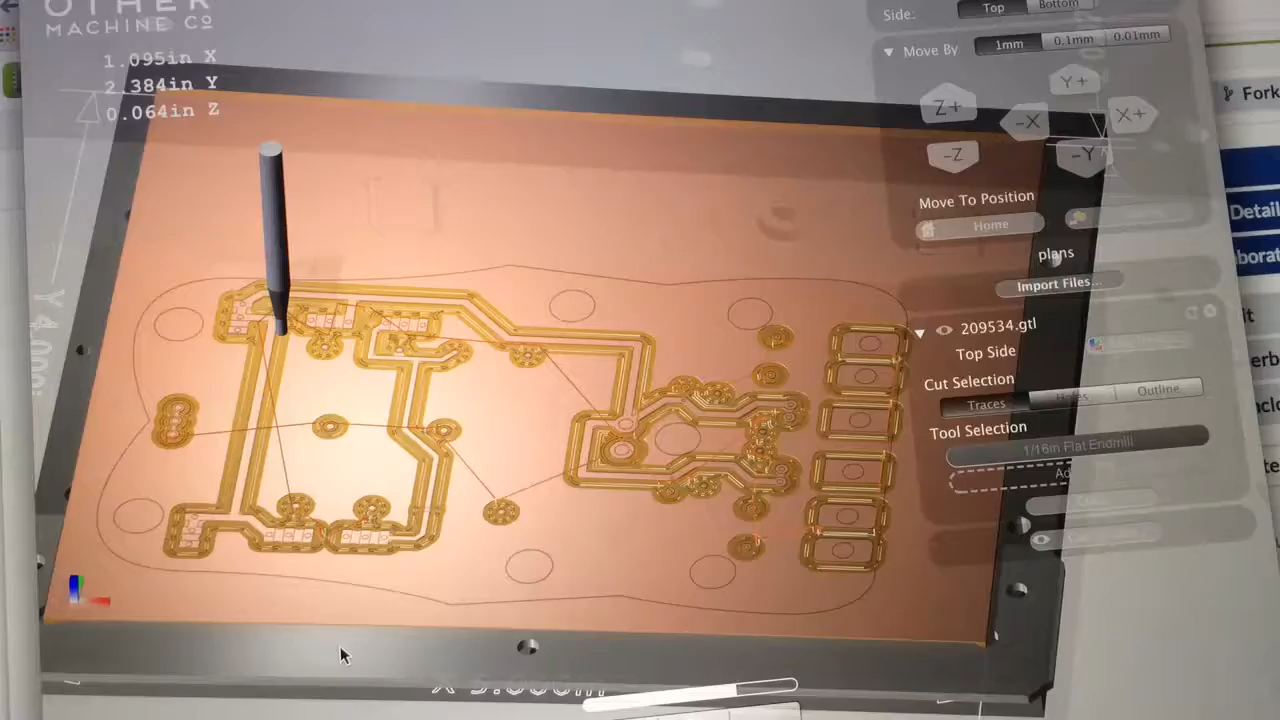 OTHER
MACHINE CO
1.095in X
2.384in Y
0.064in Z
Side:
Top
Bottom
Move By
1mm
0.1mm
0.01mm
Y+
Z+
-X
X+
-Z
-Y
Move To Position
Home
plans
Import Files...
209534.gtl
Top Side
Cut Selection
Traces
Holes
Outline
Tool Selection
1/16in Flat Endmill
Fork
Detail